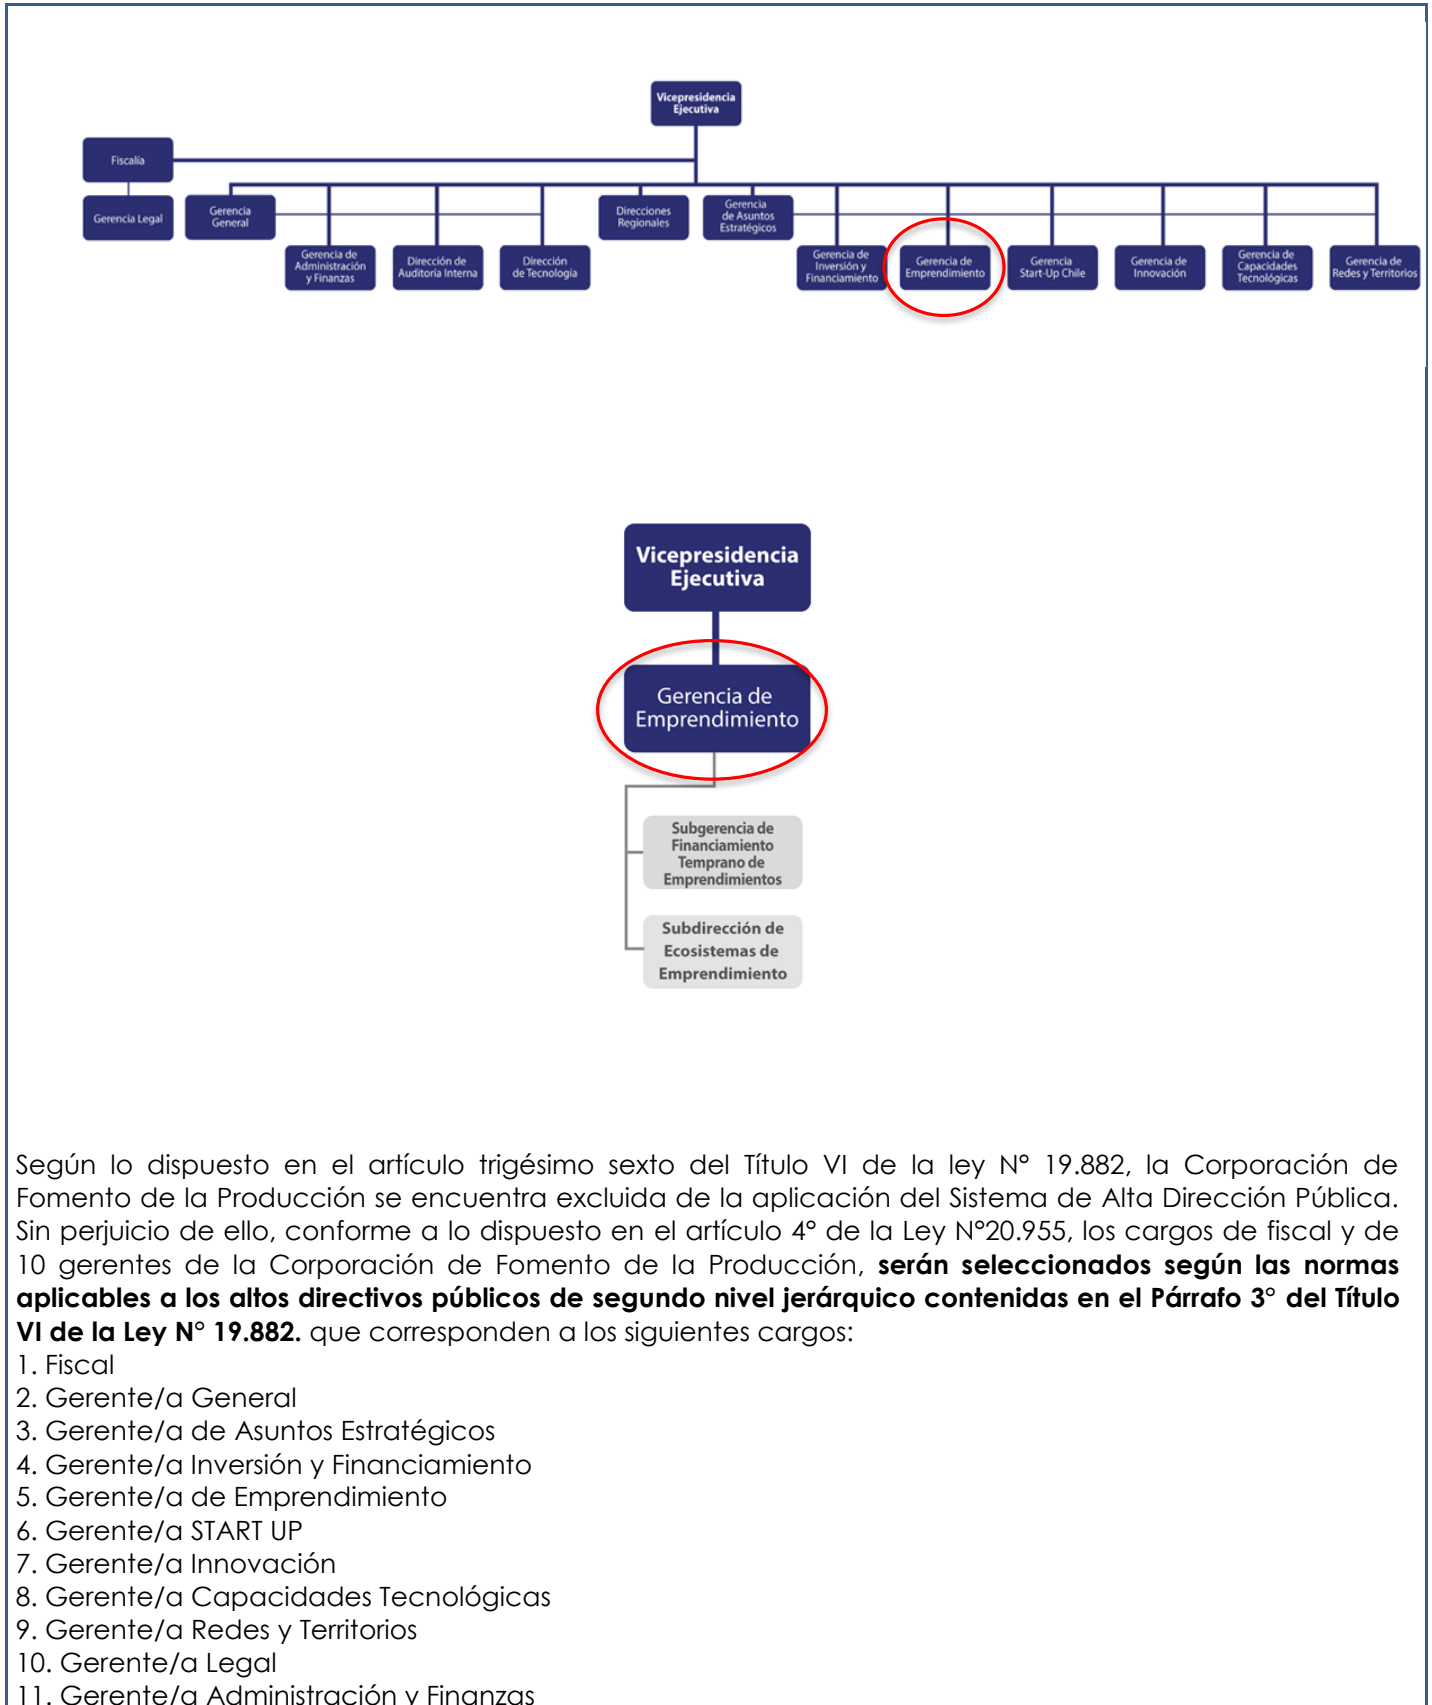 Vicepresidencia
Ejecutiva
Fiscalía
Gerencia Legal
Gerencia
General
Direcciones
Regionales
Gerencia
de Asuntos
Estratégicos
Gerencia de
Administración
y Finanzas
Dirección de
Auditoría Interna
Dirección
de Tecnología
Gerencia de
Inversión y
Financiamiento
Gerencia de
Emprendimiento
Gerencia
Start-Up Chile
Gerencia de
Innovación
Gerencia de
Capacidades
Tecnológicas
Gerencia de
Redes y Territorios
Vicepresidencia
Ejecutiva
Gerencia de
Emprendimiento
Subgerencia de
Financiamiento
Temprano de
Emprendimientos
Subdirección de
Ecosistemas de
Emprendimiento
Según lo dispuesto en el artículo trigésimo sexto del Título VI de la ley N° 19.882, la Corporación de
Fomento de la Producción se encuentra excluida de la aplicación del Sistema de Alta Dirección Pública.
Sin perjuicio de ello, conforme a lo dispuesto en el artículo 4° de la Ley N°20.955, los cargos de fiscal y de
10 gerentes de la Corporación de Fomento de la Producción, serán seleccionados según las normas
aplicables a los altos directivos públicos de segundo nivel jerárquico contenidas en el Párrafo 3° del Título
VI de la Ley N° 19.882. que corresponden a los siguientes cargos:
1. Fiscal
2. Gerente/a General
3. Gerente/a de Asuntos Estratégicos
4. Gerente/a Inversión y Financiamiento
5. Gerente/a de Emprendimiento
6. Gerente/a START UP
7. Gerente/a Innovación
8. Gerente/a Capacidades Tecnológicas
9. Gerente/a Redes y Territorios
10. Gerente/a Legal
11. Gerente/a Administración y Finanzas